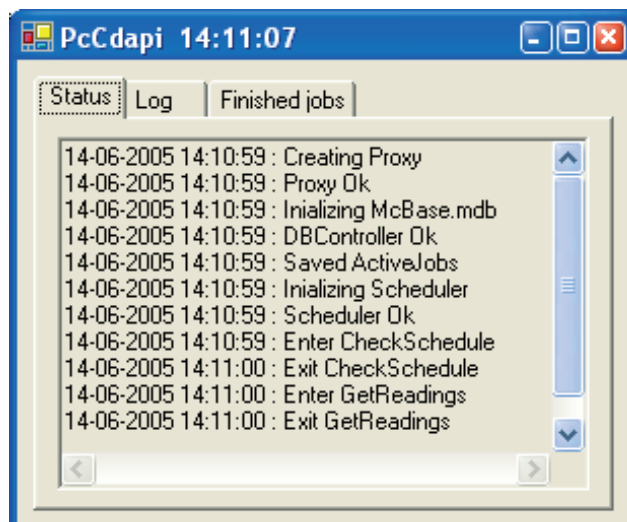 PcCdapi 14:11:07
Status Log Finished jobs
14-06-2005 14:10:59 : Creating Proxy
14-06-2005 14:10:59 : Proxy Ok
14-06-2005 14:10:59 : Inializing McBase.mdb
14-06-2005 14:10:59 : DBController Ok
14-06-2005 14:10:59 : Saved ActiveJobs
14-06-2005 14:10:59 : Inializing Scheduler
14-06-2005 14:10:59 : Scheduler Ok
14-06-2005 14:10:59 : Enter CheckSchedule
14-06-2005 14:11:00 : Exit CheckSchedule
14-06-2005 14:11:00 : Enter GetReadings
14-06-2005 14:11:00 : Exit GetReadings